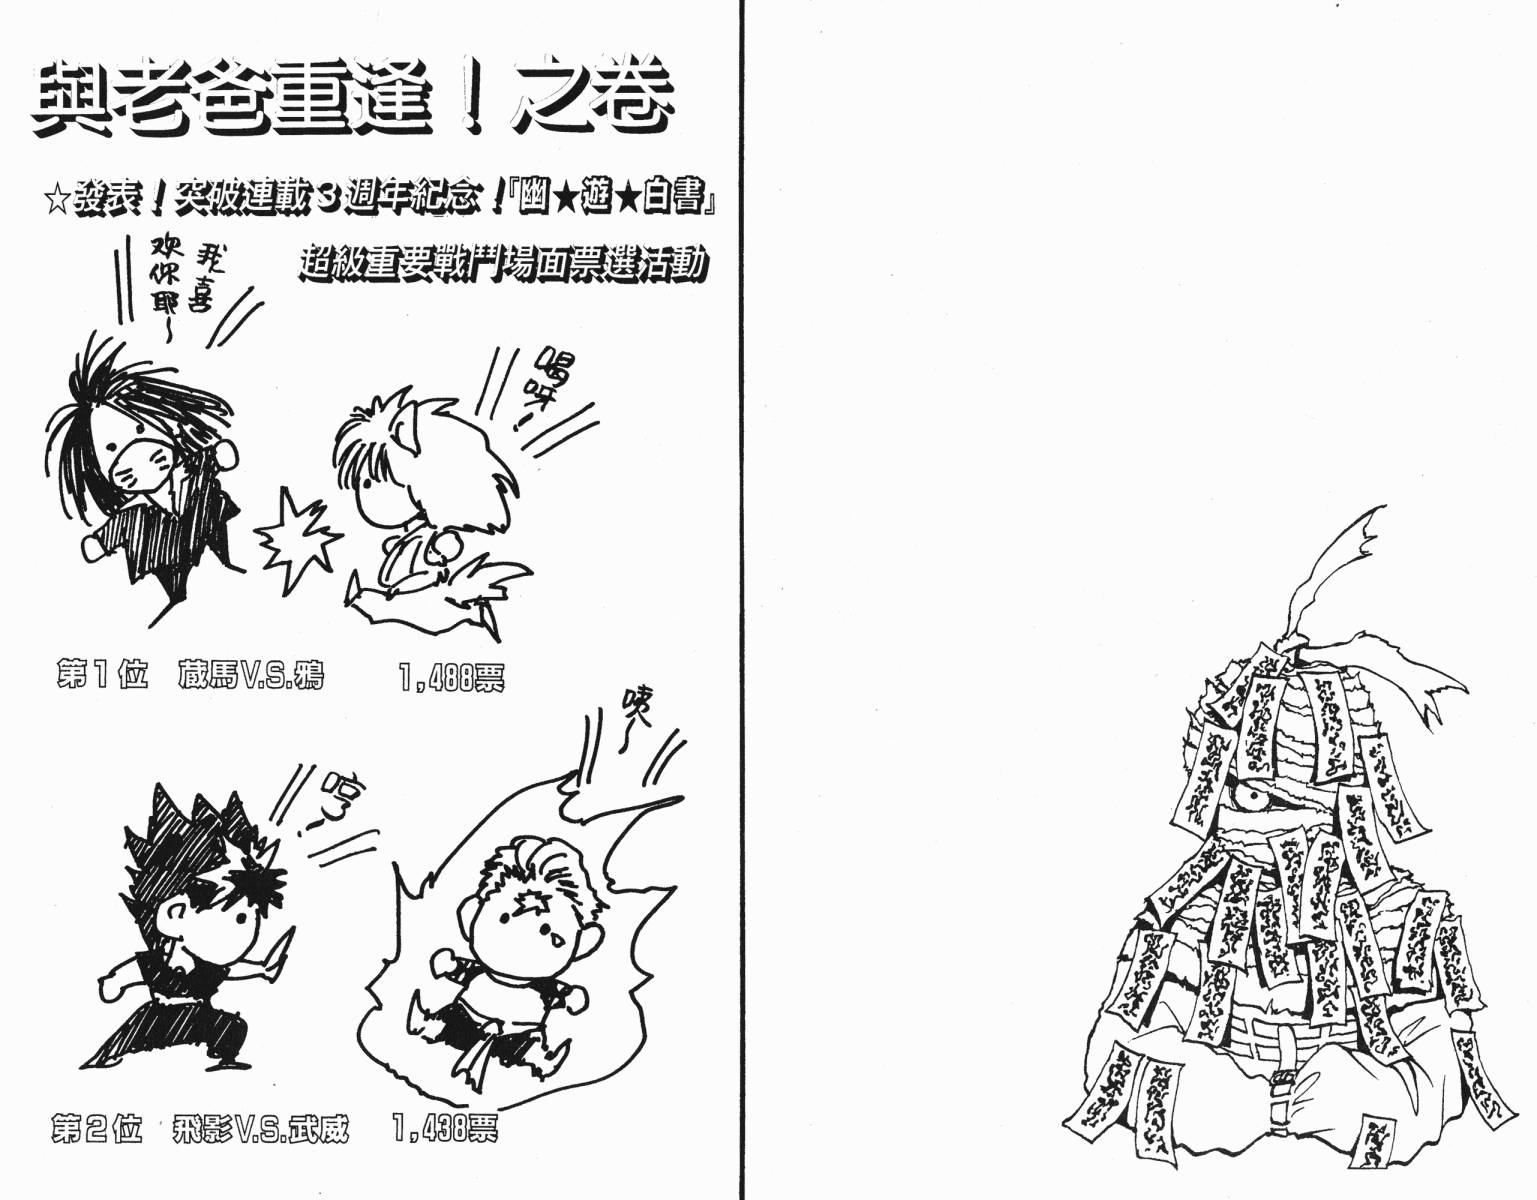 與老爸重逢！之卷
★發表！突破連載3週年紀念！『幽★遊★白書』
超級重要戰鬥場面票選活動
我喜
欢你耶～
喝呀！
第1位 蔵馬V.S.鴉 1,488票
哼！
咦～
第2位 飛影V.S.武威 1,438票